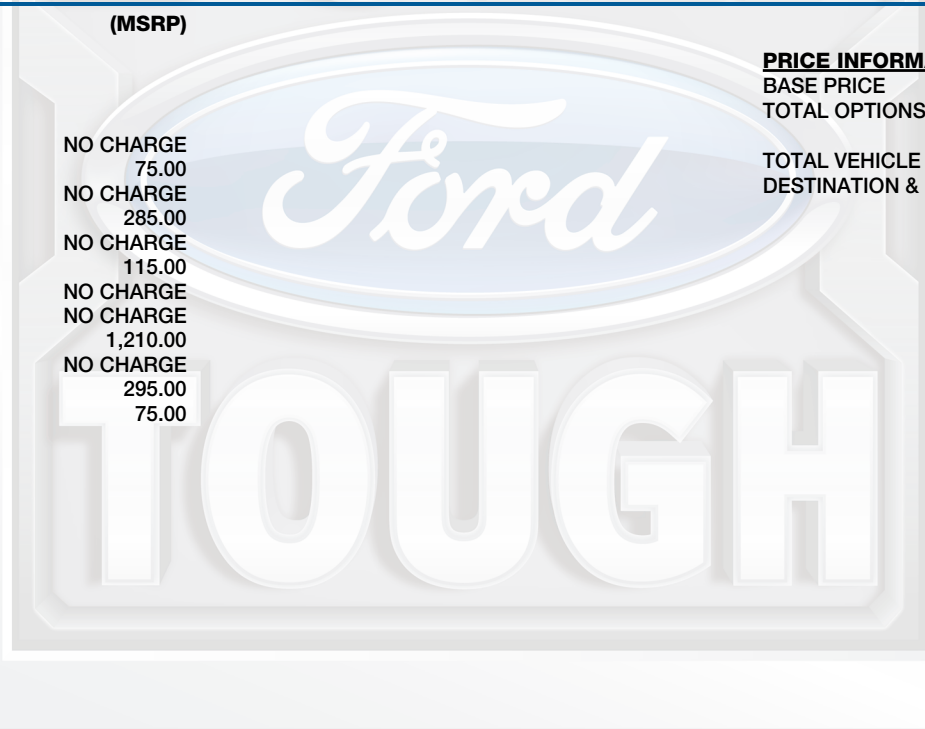 (MSRP)
NO CHARGE
75.00
NO CHARGE
285.00
NO CHARGE
115.00
NO CHARGE
NO CHARGE
1,210.00
NO CHARGE
295.00
75.00
PRICE INFORMA
BASE PRICE
TOTAL OPTIONS
TOTAL VEHICLE
DESTINATION &
Ford
TOUGH